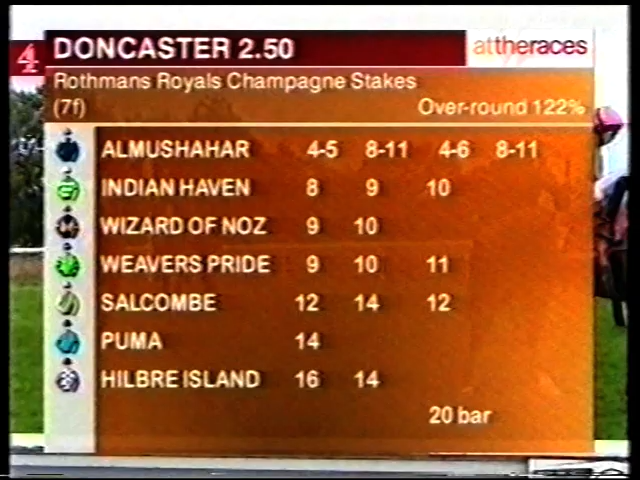 4 DONCASTER 2.50 attheraces
Rothmans Royals Champagne Stakes
(7f) Over-round 122%
ALMUSHAHAR 4-5 8-11 4-6 8-11
INDIAN HAVEN 8 9 10
WIZARD OF NOZ 9 10
WEAVERS PRIDE 9 10 11
SALCOMBE 12 14 12
PUMA 14
HILBRE ISLAND 16 14
20 bar